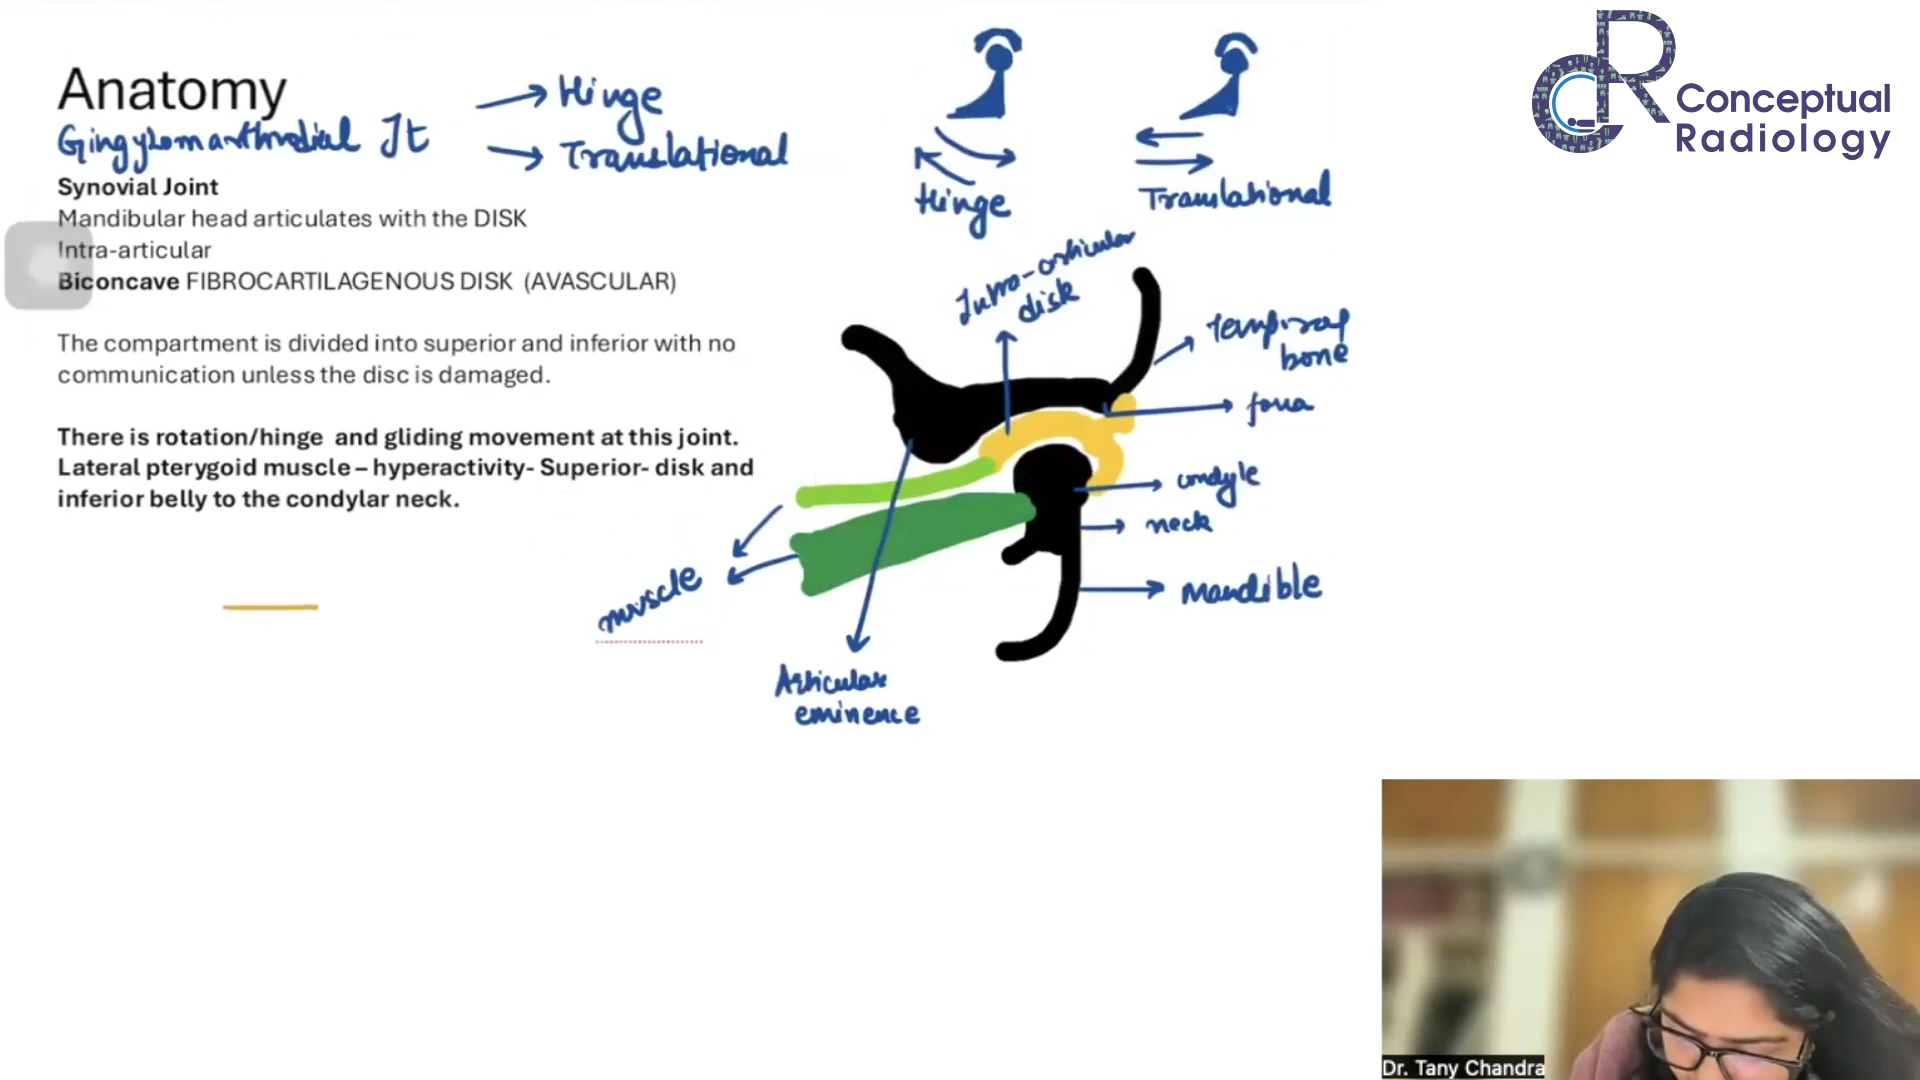 Anatomy
Gingylomarthrodial Jt
→ Hinge
→ Translational
Synovial Joint
Mandibular head articulates with the DISK
Intra-articular
Biconcave FIBROCARTILAGENOUS DISK (AVASCULAR)
The compartment is divided into superior and inferior with no
communication unless the disc is damaged.
There is rotation/hinge and gliding movement at this joint.
Lateral pterygoid muscle – hyperactivity- Superior- disk and
inferior belly to the condylar neck.
Hinge
Translational
Intra-articular
disk
Temporal
bone
fossa
condyle
neck
Mandible
muscle
Articular
eminence
CR Conceptual
Radiology
Dr. Tany Chandra